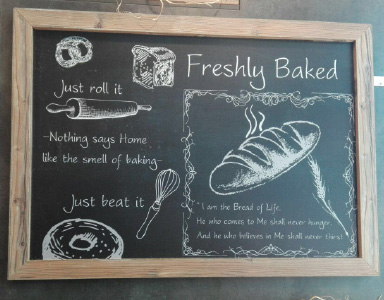 Freshly Baked
Just roll it
~Nothing says Home
like the smell of baking~
Just beat it
" I am the Bread of Life.
He who comes to Me shall never hunger.
And he who believes in Me shall never thirst